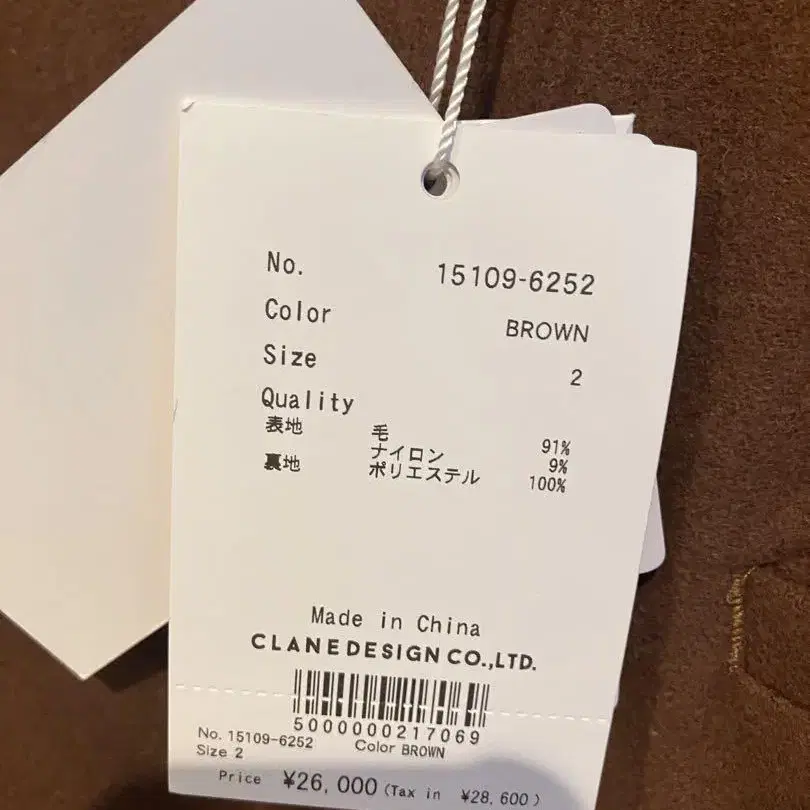 No. 15109-6252
Color BROWN
Size 2
Quality
表地 毛 91%
ナイロン 9%
裏地 ポリエステル 100%
Made in China
CLANEDESIGN CO.,LTD.
5000000217069
No. 15109-6252 Color BROWN
Size 2
Price ¥26,000 (Tax in ¥28,600)